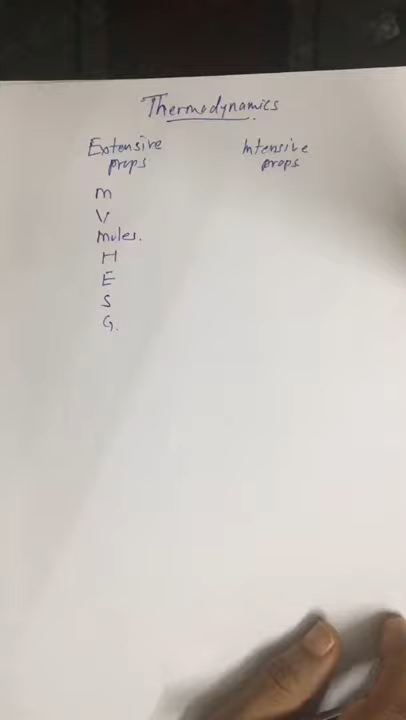 Thermodynamics
Extensive props
Intensive props
m
V
moles.
H
E
S
G.